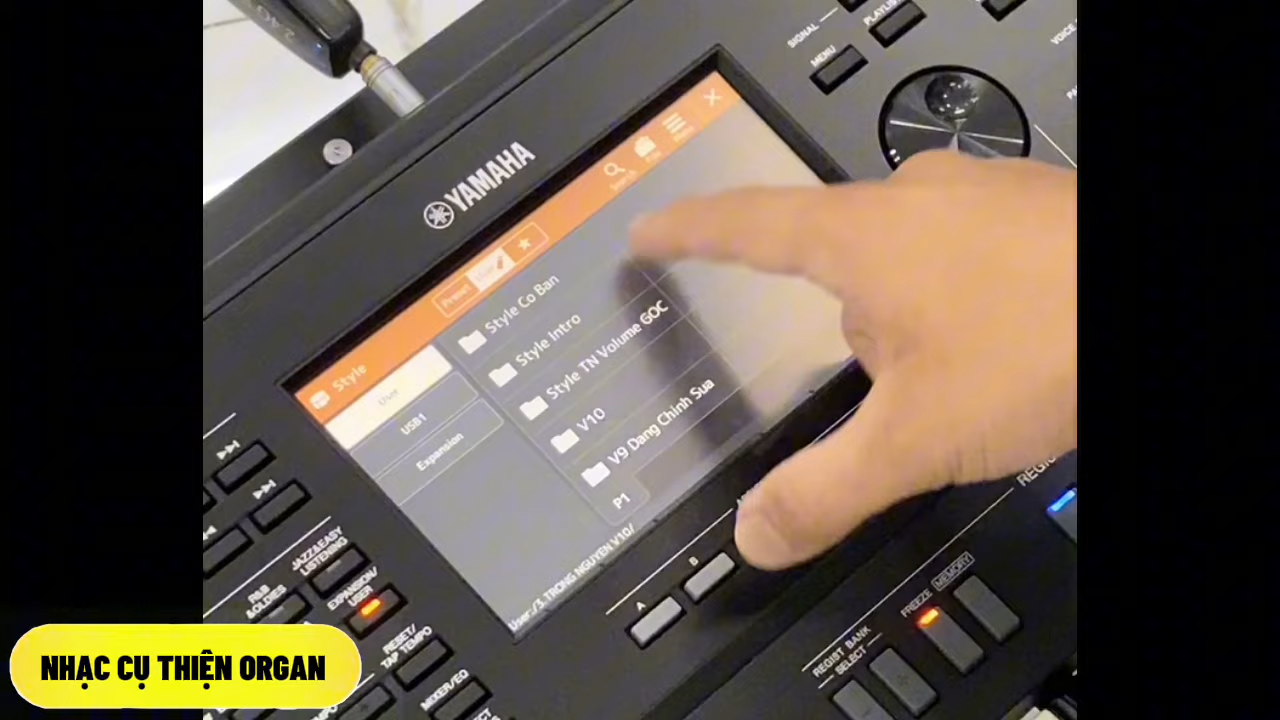 SIGNAL
PLAYLIST
MENU
VOICE
YAMAHA
Search
Preset
Style
User
USB1
Expansion
Style Co Ban
Style Intro
Style TN Volume GOC
V10
V9 Dang Chinh Sua
P1
User:/3.TRONG NGUYEN V10/
A
B
JAZZ&EASY
LISTENING
R&B
&OLDIES
EXPANSION/
USER
RESET/
TAP TEMPO
MIXER/EQ
FREEZE
MEMORY
REGIST BANK
SELECT
NHẠC CỤ THIỆN ORGAN